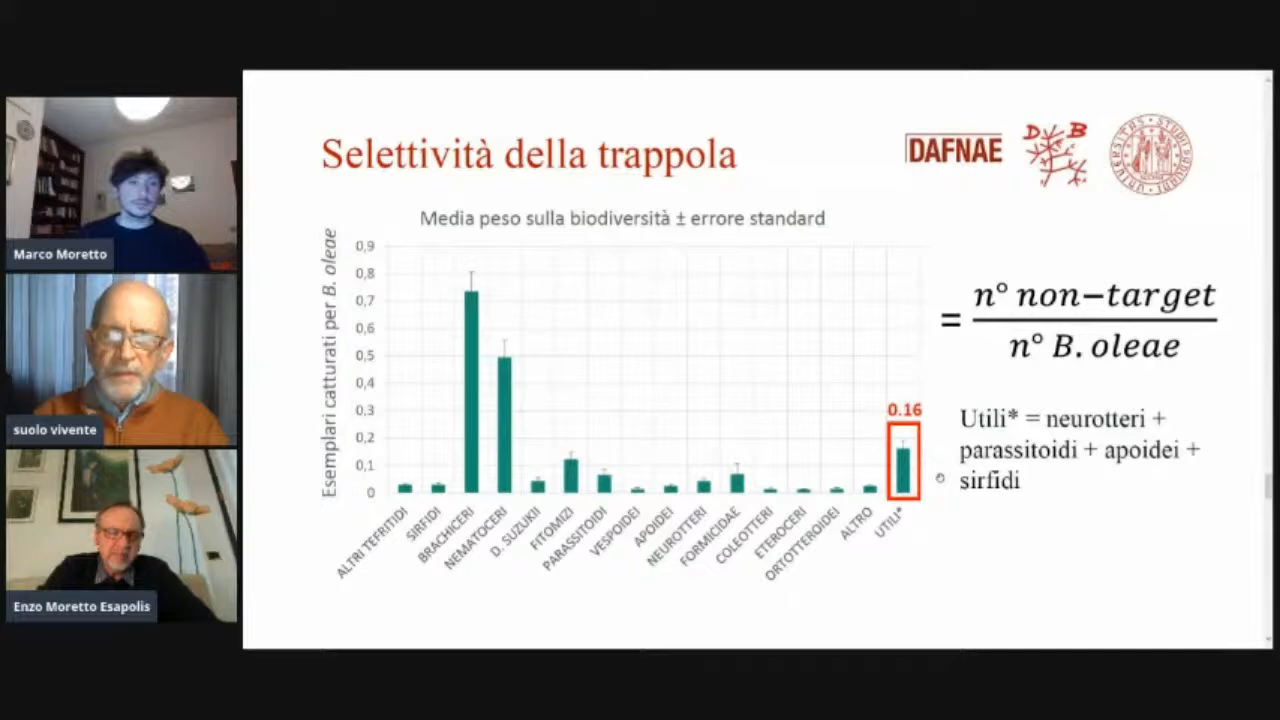 Marco Moretto
suolo vivente
Enzo Moretto Esapolis
Selettività della trappola
DAFNAE
D B
Media peso sulla biodiversità ± errore standard
Esemplari catturati per B. oleae
0,9
0,8
0,7
0,6
0,5
0,4
0,3
0,2
0,1
0
ALTRI TEFRITIDI
SIRFIDI
BRACHICERI
NEMATOCERI
D. SUZUKII
FITOMIZI
PARASSITOIDI
VESPOIDEI
APOIDEI
NEUROTTERI
FORMICIDAE
COLEOTTERI
ETEROCERI
ORTOTTEROIDEI
ALTRO
UTILI*
0.16
= n° non-target
n° B. oleae
Utili* = neurotteri +
parassitoidi + apoidei +
sirfidi